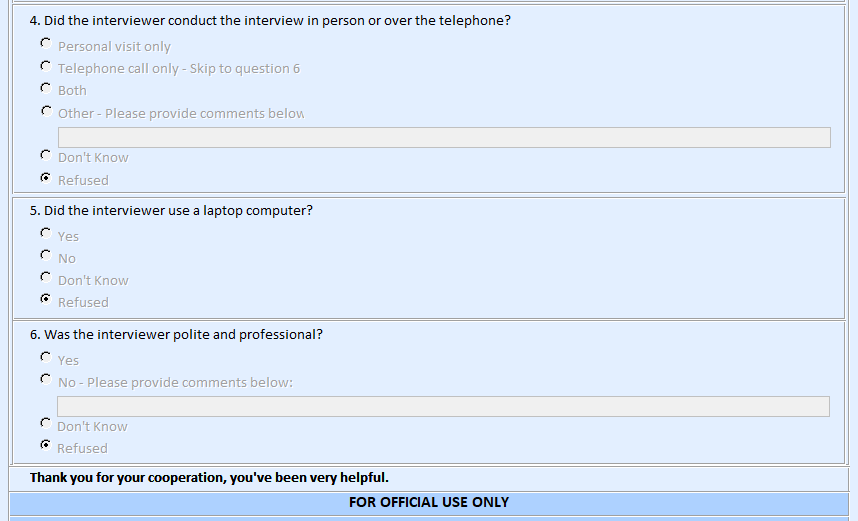 4. Did the interviewer conduct the interview in person or over the telephone?
Personal visit only
Telephone call only - Skip to question 6
Both
Other - Please provide comments below
Don't Know
Refused
5. Did the interviewer use a laptop computer?
Yes
No
Don't Know
Refused
6. Was the interviewer polite and professional?
Yes
No - Please provide comments below:
Don't Know
Refused
Thank you for your cooperation, you've been very helpful.
FOR OFFICIAL USE ONLY